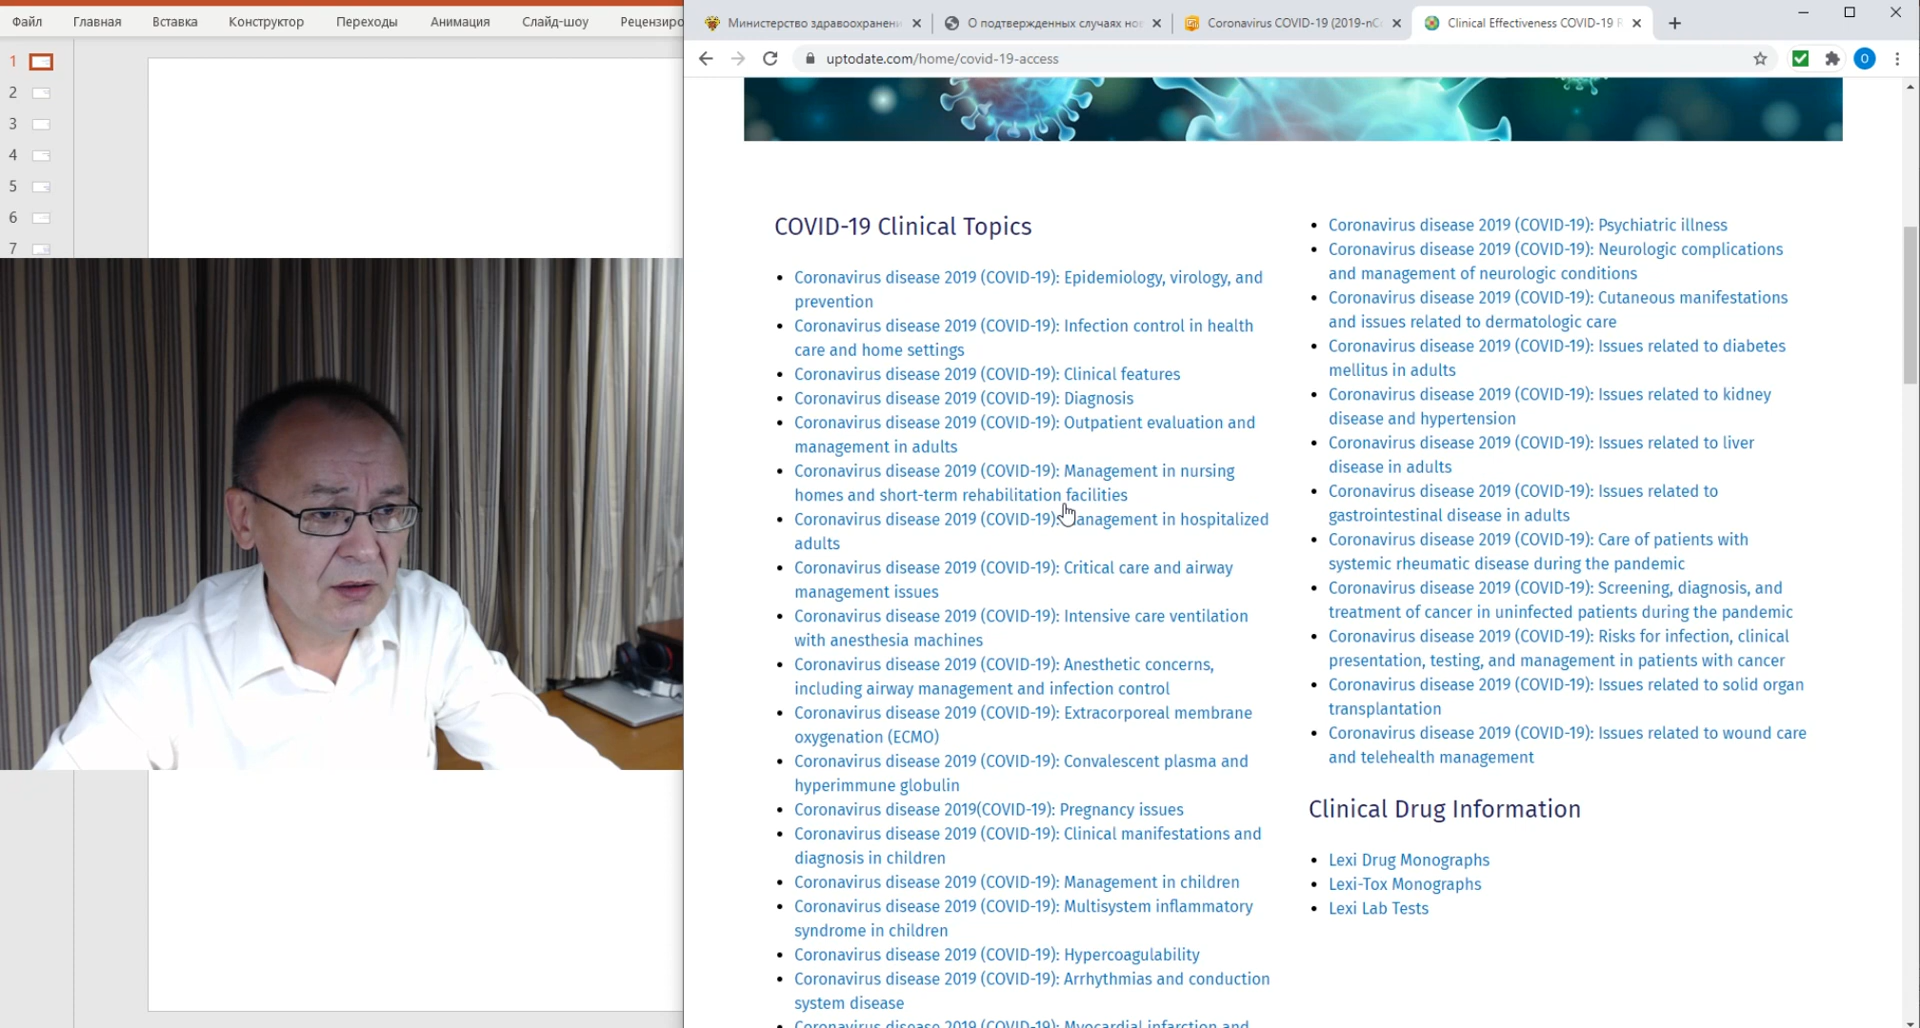 Файл Главная Вставка Конструктор Переходы Анимация Слайд-шоу Рецензиро
1
2
3
4
5
6
7
Министерство здравоохранени О подтвержденных случаях нов Coronavirus COVID-19 (2019-nC Clinical Effectiveness COVID-19 R
uptodate.com/home/covid-19-access
O
COVID-19 Clinical Topics
Coronavirus disease 2019 (COVID-19): Epidemiology, virology, and
prevention
Coronavirus disease 2019 (COVID-19): Infection control in health
care and home settings
Coronavirus disease 2019 (COVID-19): Clinical features
Coronavirus disease 2019 (COVID-19): Diagnosis
Coronavirus disease 2019 (COVID-19): Outpatient evaluation and
management in adults
Coronavirus disease 2019 (COVID-19): Management in nursing
homes and short-term rehabilitation facilities
Coronavirus disease 2019 (COVID-19): Management in hospitalized
adults
Coronavirus disease 2019 (COVID-19): Critical care and airway
management issues
Coronavirus disease 2019 (COVID-19): Intensive care ventilation
with anesthesia machines
Coronavirus disease 2019 (COVID-19): Anesthetic concerns,
including airway management and infection control
Coronavirus disease 2019 (COVID-19): Extracorporeal membrane
oxygenation (ECMO)
Coronavirus disease 2019 (COVID-19): Convalescent plasma and
hyperimmune globulin
Coronavirus disease 2019(COVID-19): Pregnancy issues
Coronavirus disease 2019 (COVID-19): Clinical manifestations and
diagnosis in children
Coronavirus disease 2019 (COVID-19): Management in children
Coronavirus disease 2019 (COVID-19): Multisystem inflammatory
syndrome in children
Coronavirus disease 2019 (COVID-19): Hypercoagulability
Coronavirus disease 2019 (COVID-19): Arrhythmias and conduction
system disease
Coronavirus disease 2019 (COVID-19): Myocardial infarction and
Coronavirus disease 2019 (COVID-19): Psychiatric illness
Coronavirus disease 2019 (COVID-19): Neurologic complications
and management of neurologic conditions
Coronavirus disease 2019 (COVID-19): Cutaneous manifestations
and issues related to dermatologic care
Coronavirus disease 2019 (COVID-19): Issues related to diabetes
mellitus in adults
Coronavirus disease 2019 (COVID-19): Issues related to kidney
disease and hypertension
Coronavirus disease 2019 (COVID-19): Issues related to liver
disease in adults
Coronavirus disease 2019 (COVID-19): Issues related to
gastrointestinal disease in adults
Coronavirus disease 2019 (COVID-19): Care of patients with
systemic rheumatic disease during the pandemic
Coronavirus disease 2019 (COVID-19): Screening, diagnosis, and
treatment of cancer in uninfected patients during the pandemic
Coronavirus disease 2019 (COVID-19): Risks for infection, clinical
presentation, testing, and management in patients with cancer
Coronavirus disease 2019 (COVID-19): Issues related to solid organ
transplantation
Coronavirus disease 2019 (COVID-19): Issues related to wound care
and telehealth management
Clinical Drug Information
Lexi Drug Monographs
Lexi-Tox Monographs
Lexi Lab Tests